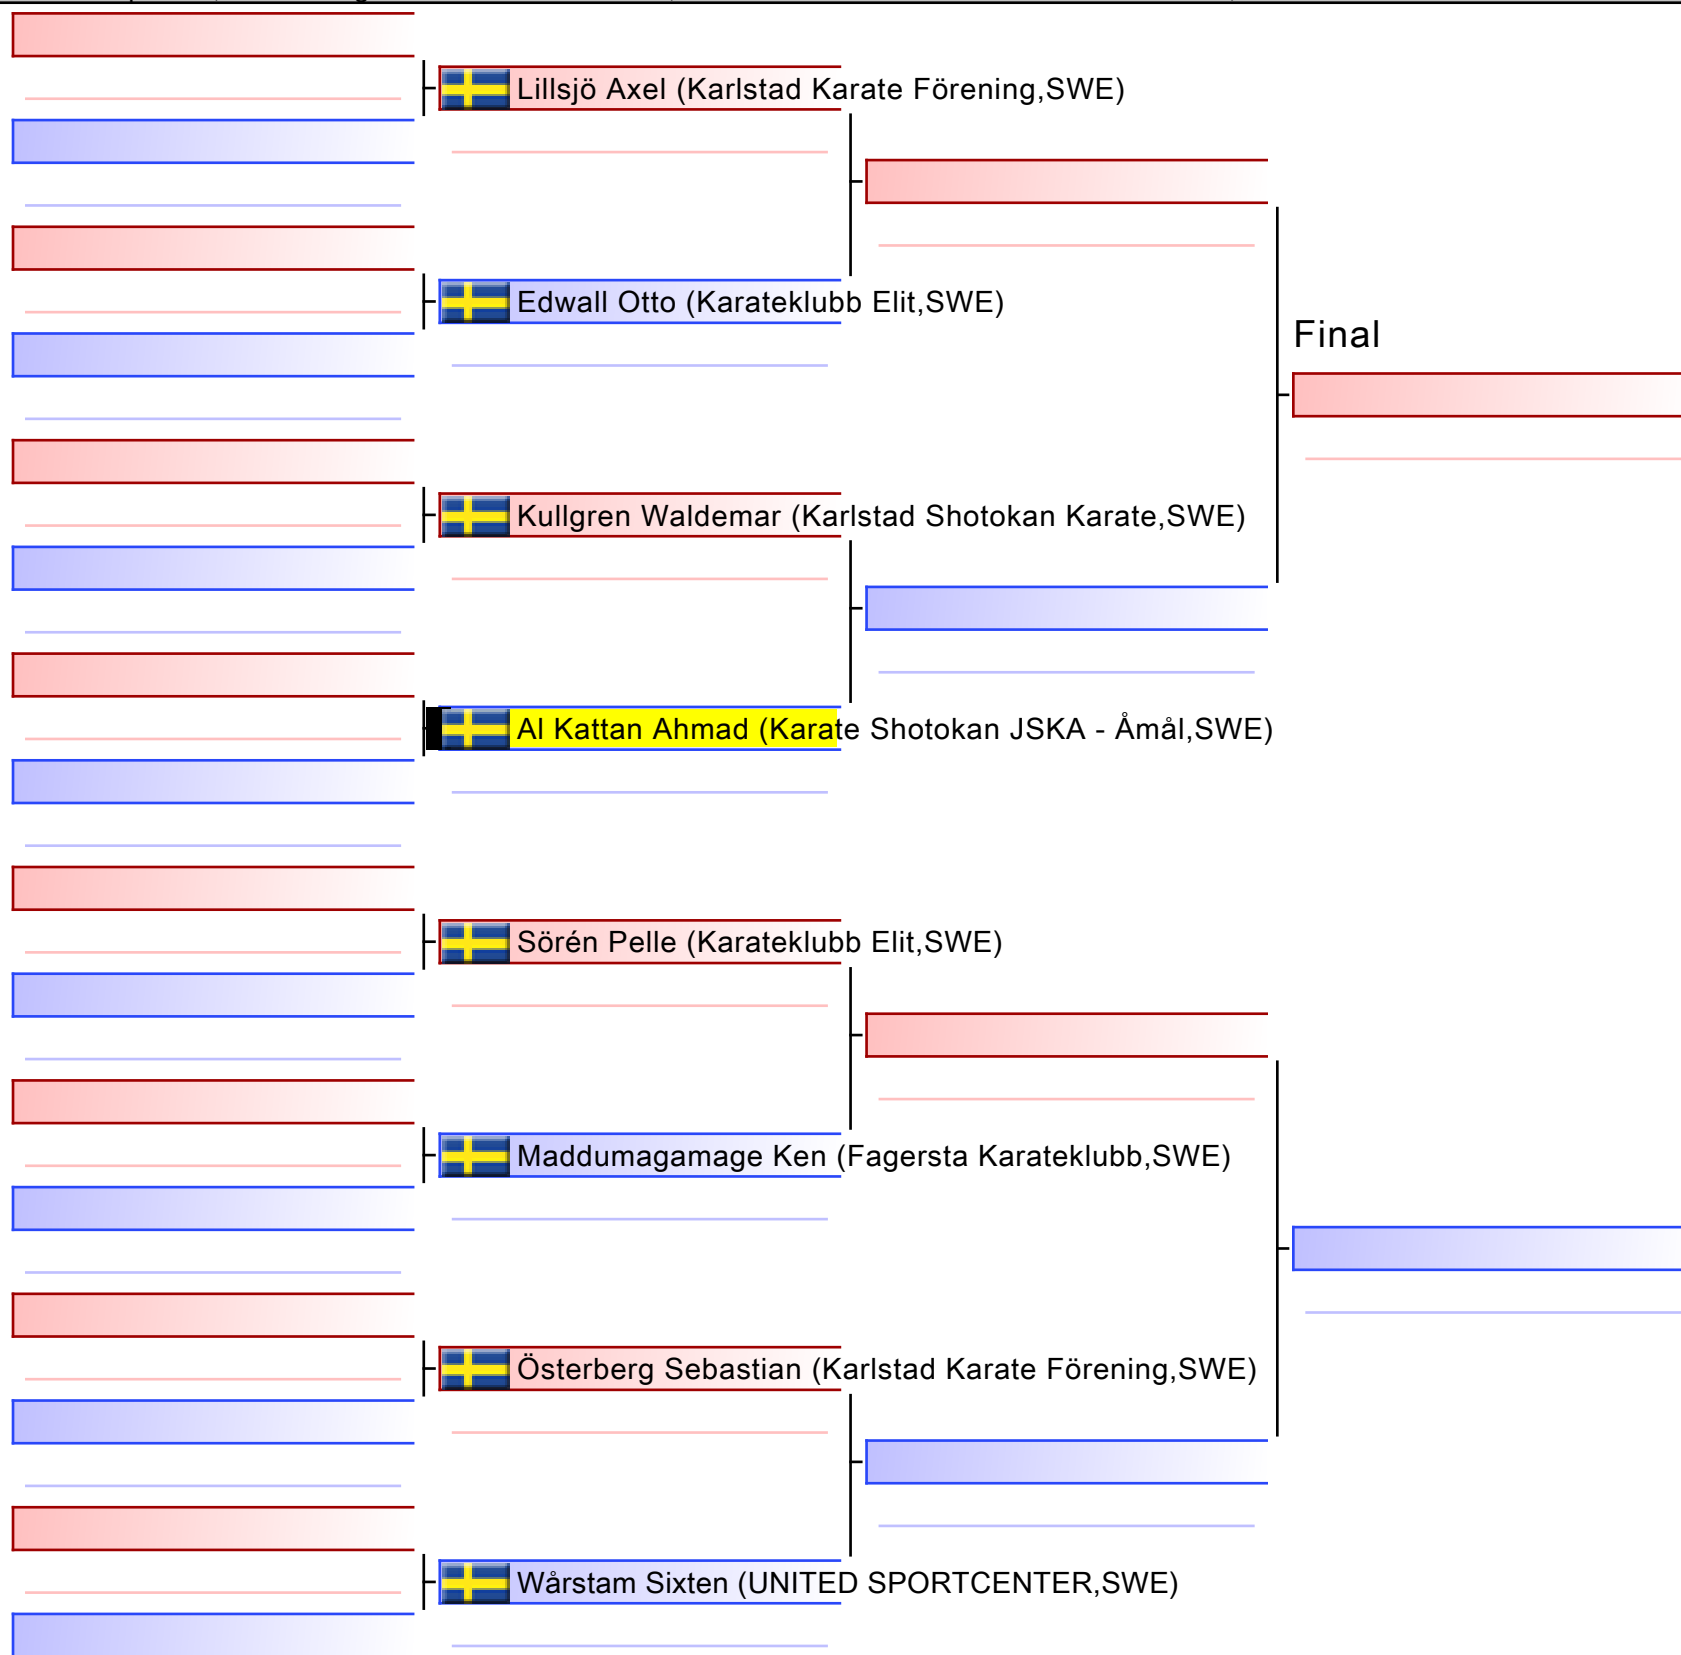 Lillsjö Axel (Karlstad Karate Förening,SWE)
Edwall Otto (Karateklubb Elit,SWE)
Final
Kullgren Waldemar (Karlstad Shotokan Karate,SWE)
Al Kattan Ahmad (Karate Shotokan JSKA - Åmål,SWE)
Sörén Pelle (Karateklubb Elit,SWE)
Maddumagamage Ken (Fagersta Karateklubb,SWE)
Österberg Sebastian (Karlstad Karate Förening,SWE)
Wårstam Sixten (UNITED SPORTCENTER,SWE)